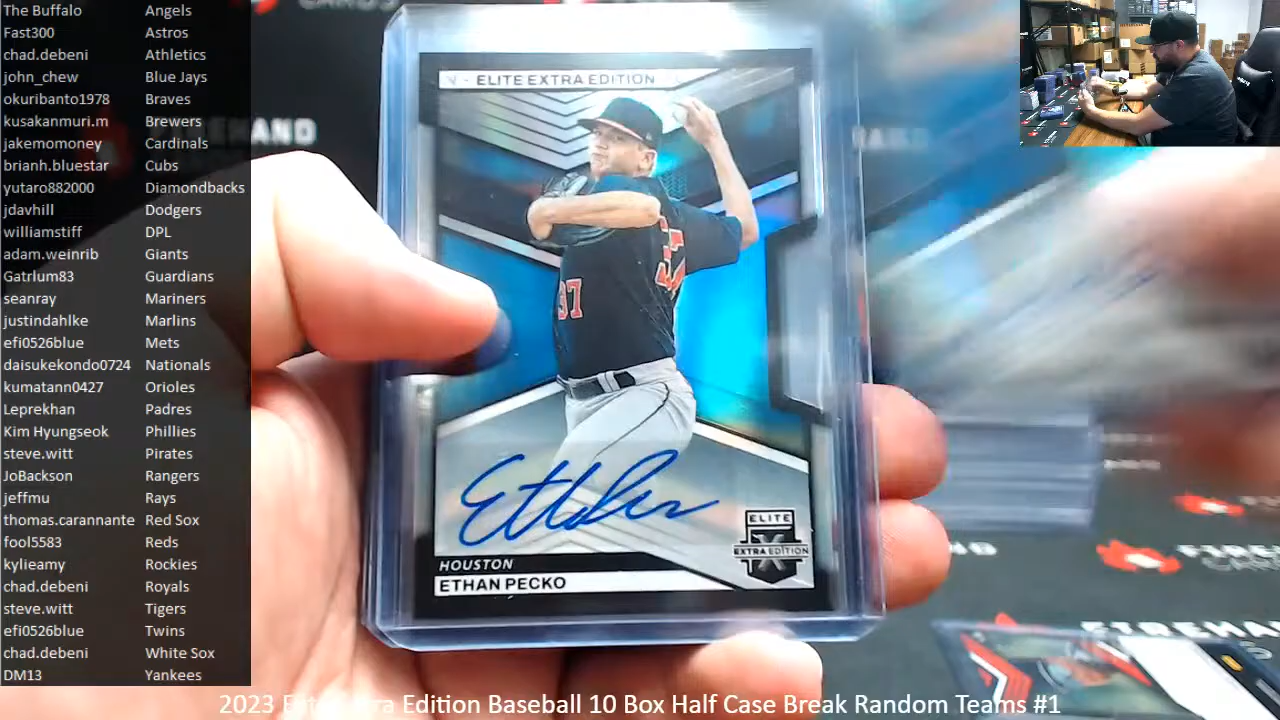 The Buffalo Angels
Fast300 Astros
chad.debeni Athletics
john_chew Blue Jays
okuribanto1978 Braves
kusakanmuri.m Brewers
jakemomoney Cardinals
brianh.bluestar Cubs
yutaro882000 Diamondbacks
jdavhill Dodgers
williamstiff DPL
adam.weinrib Giants
Gatrlum83 Guardians
seanray Mariners
justindahlke Marlins
efi0526blue Mets
daisukekondo0724 Nationals
kumatann0427 Orioles
Leprekhan Padres
Kim Hyungseok Phillies
steve.witt Pirates
JoBackson Rangers
jeffmu Rays
thomas.carannante Red Sox
fool5583 Reds
kylieamy Rockies
chad.debeni Royals
steve.witt Tigers
efi0526blue Twins
chad.debeni White Sox
DM13 Yankees
ELITE EXTRA EDITION
37
HOUSTON
ETHAN PECKO
ELITE
X
EXTRA EDITION
2023 Edition Baseball 10 Box Half Case Break Random Teams #1